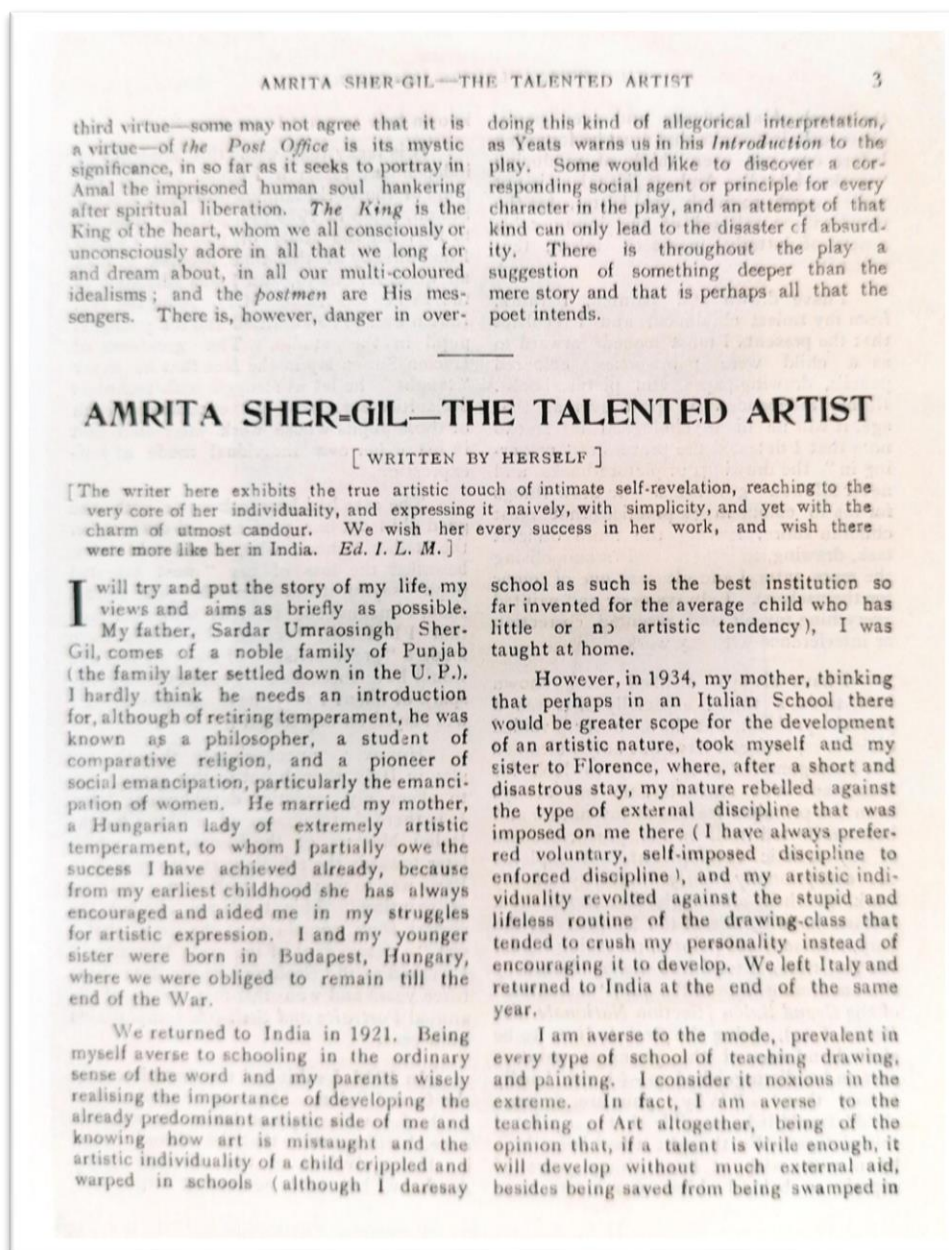 AMRITA SHER-GIL—THE TALENTED ARTIST 3
third virtue—some may not agree that it is
a virtue—of the Post Office is its mystic
significance, in so far as it seeks to portray in
Amal the imprisoned human soul hankering
after spiritual liberation. The King is the
King of the heart, whom we all consciously or
unconsciously adore in all that we long for
and dream about, in all our multi-coloured
idealisms; and the postmen are His mes-
sengers. There is, however, danger in over-
doing this kind of allegorical interpretation,
as Yeats warns us in his Introduction to the
play. Some would like to discover a cor-
responding social agent or principle for every
character in the play, and an attempt of that
kind can only lead to the disaster of absurd-
ity. There is throughout the play a
suggestion of something deeper than the
mere story and that is perhaps all that the
poet intends.
AMRITA SHER=GIL—THE TALENTED ARTIST
[ WRITTEN BY HERSELF ]
[The writer here exhibits the true artistic touch of intimate self-revelation, reaching to the
very core of her individuality, and expressing it naively, with simplicity, and yet with the
charm of utmost candour. We wish her every success in her work, and wish there
were more like her in India. Ed. I. L. M.]
I will try and put the story of my life, my
views and aims as briefly as possible.
My father, Sardar Umraosingh Sher-
Gil, comes of a noble family of Punjab
(the family later settled down in the U. P.).
I hardly think he needs an introduction
for, although of retiring temperament, he was
known as a philosopher, a student of
comparative religion, and a pioneer of
social emancipation, particularly the emanci-
pation of women. He married my mother,
a Hungarian lady of extremely artistic
temperament, to whom I partially owe the
success I have achieved already, because
from my earliest childhood she has always
encouraged and aided me in my struggles
for artistic expression. I and my younger
sister were born in Budapest, Hungary,
where we were obliged to remain till the
end of the War.
We returned to India in 1921. Being
myself averse to schooling in the ordinary
sense of the word and my parents wisely
realising the importance of developing the
already predominant artistic side of me and
knowing how art is mistaught and the
artistic individuality of a child crippled and
warped in schools (although I daresay
school as such is the best institution so
far invented for the average child who has
little or no artistic tendency), I was
taught at home.
However, in 1934, my mother, thinking
that perhaps in an Italian School there
would be greater scope for the development
of an artistic nature, took myself and my
sister to Florence, where, after a short and
disastrous stay, my nature rebelled against
the type of external discipline that was
imposed on me there (I have always prefer-
red voluntary, self-imposed discipline to
enforced discipline), and my artistic indi-
viduality revolted against the stupid and
lifeless routine of the drawing-class that
tended to crush my personality instead of
encouraging it to develop. We left Italy and
returned to India at the end of the same
year.
I am averse to the mode, prevalent in
every type of school of teaching drawing,
and painting. I consider it noxious in the
extreme. In fact, I am averse to the
teaching of Art altogether, being of the
opinion that, if a talent is virile enough, it
will develop without much external aid,
besides being saved from being swamped in